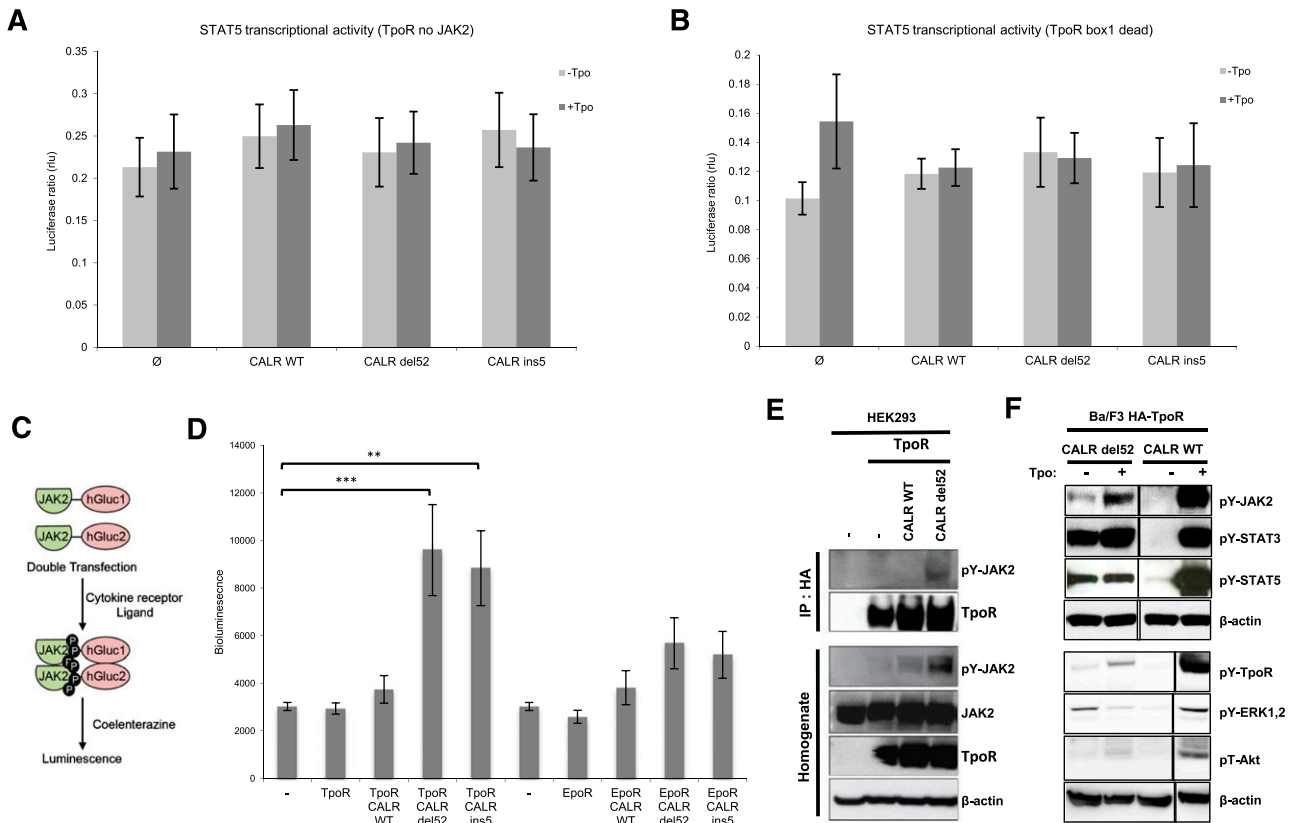 A
STAT5 transcriptional activity (TpoR no JAK2)
Luciferase ratio (rlu)
0.35
0.3
0.25
0.2
0.15
0.1
0.05
0
-Tpo
+Tpo
Ø
CALR WT
CALR del52
CALR ins5
B
STAT5 transcriptional activity (TpoR box1 dead)
Luciferase ratio (rlu)
0.2
0.18
0.16
0.14
0.12
0.1
0.08
0.06
0.04
0.02
0
-Tpo
+Tpo
Ø
CALR WT
CALR del52
CALR ins5
C
JAK2 hGluc1
JAK2 hGluc2
Double Transfection
Cytokine receptor
Ligand
JAK2 P P hGluc1
JAK2 P P hGluc2
P
Coelenterazine
Luminescence
D
Bioluminesecnce
14000
12000
10000
8000
6000
4000
2000
0
**
***
-
TpoR
TpoR CALR WT
TpoR CALR del52
TpoR CALR ins5
-
EpoR
EpoR CALR WT
EpoR CALR del52
EpoR CALR ins5
E
HEK293
TpoR
- - CALR WT CALR del52
IP : HA
pY-JAK2
TpoR
Homogenate
pY-JAK2
JAK2
TpoR
β-actin
F
Ba/F3 HA-TpoR
CALR del52 CALR WT
Tpo: - + - +
pY-JAK2
pY-STAT3
pY-STAT5
β-actin
pY-TpoR
pY-ERK1,2
pT-Akt
β-actin